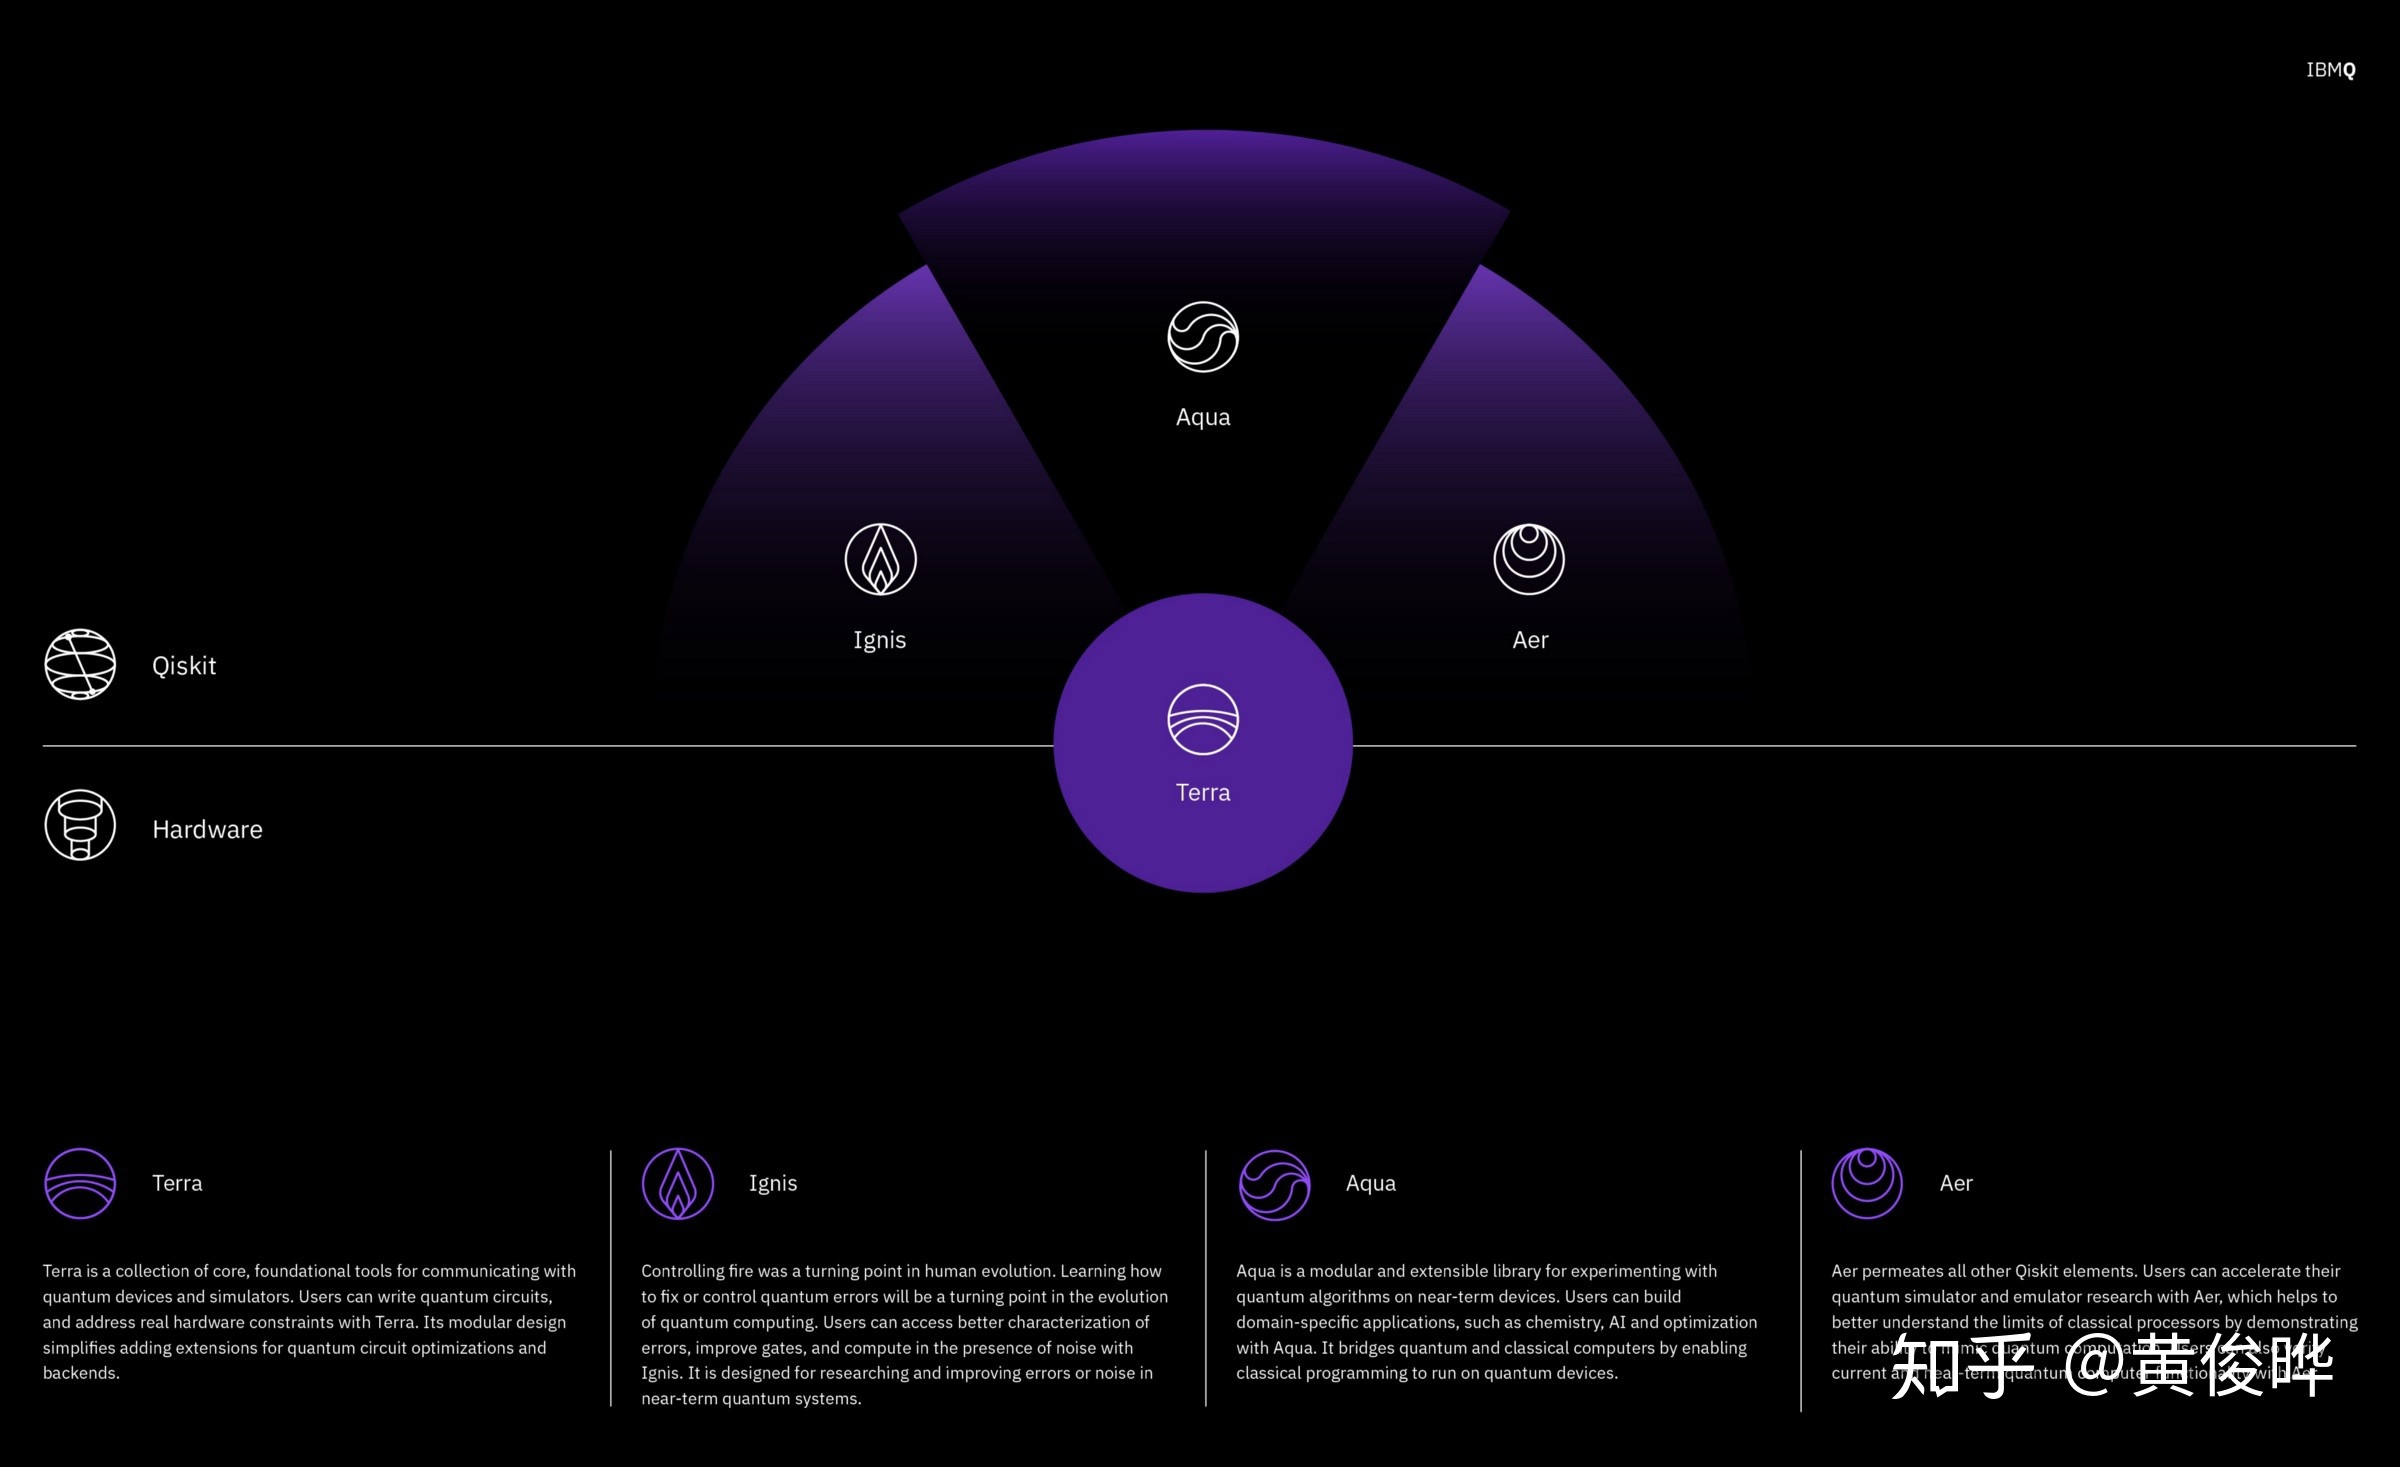 IBMQ
Aqua
Ignis
Aer
Qiskit
Terra
Hardware
Terra
Terra is a collection of core, foundational tools for communicating with
quantum devices and simulators. Users can write quantum circuits,
and address real hardware constraints with Terra. Its modular design
simplifies adding extensions for quantum circuit optimizations and
backends.
Ignis
Controlling fire was a turning point in human evolution. Learning how
to fix or control quantum errors will be a turning point in the evolution
of quantum computing. Users can access better characterization of
errors, improve gates, and compute in the presence of noise with
Ignis. It is designed for researching and improving errors or noise in
near-term quantum systems.
Aqua
Aqua is a modular and extensible library for experimenting with
quantum algorithms on near-term devices. Users can build
domain-specific applications, such as chemistry, AI and optimization
with Aqua. It bridges quantum and classical computers by enabling
classical programming to run on quantum devices.
Aer
Aer permeates all other Qiskit elements. Users can accelerate their
quantum simulator and emulator research with Aer, which helps to
better understand the limits of classical processors by demonstrating
their ability to mimic quantum computation. Users can also
current and near-term quantum computer functionality with Aer
知乎 @黄俊晔